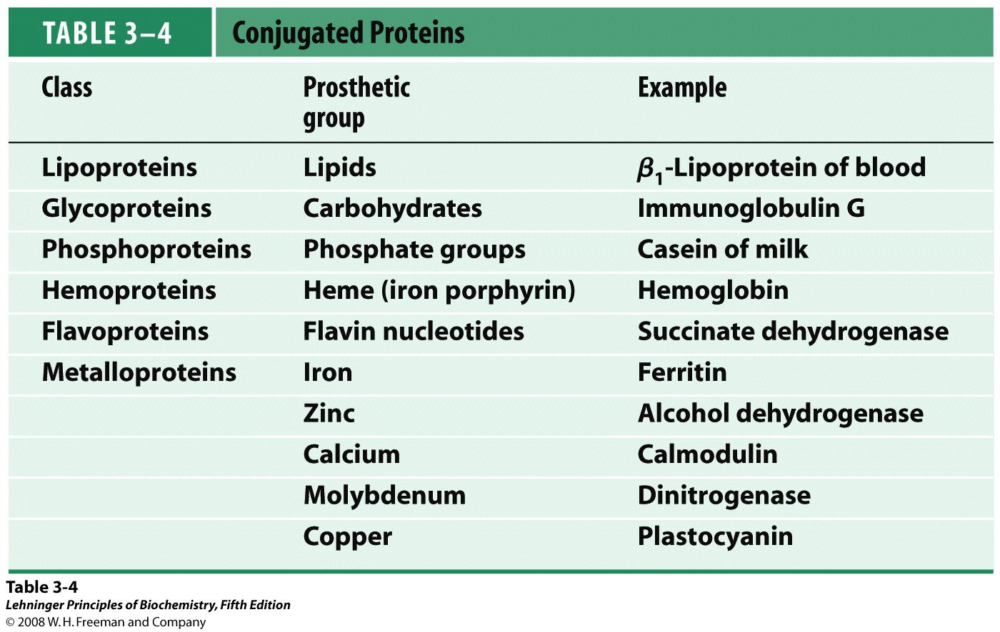 TABLE 3–4 Conjugated Proteins
Class Prosthetic group Example
Lipoproteins Lipids β1-Lipoprotein of blood
Glycoproteins Carbohydrates Immunoglobulin G
Phosphoproteins Phosphate groups Casein of milk
Hemoproteins Heme (iron porphyrin) Hemoglobin
Flavoproteins Flavin nucleotides Succinate dehydrogenase
Metalloproteins Iron Ferritin
Zinc Alcohol dehydrogenase
Calcium Calmodulin
Molybdenum Dinitrogenase
Copper Plastocyanin
Table 3-4
Lehninger Principles of Biochemistry, Fifth Edition
© 2008 W. H. Freeman and Company